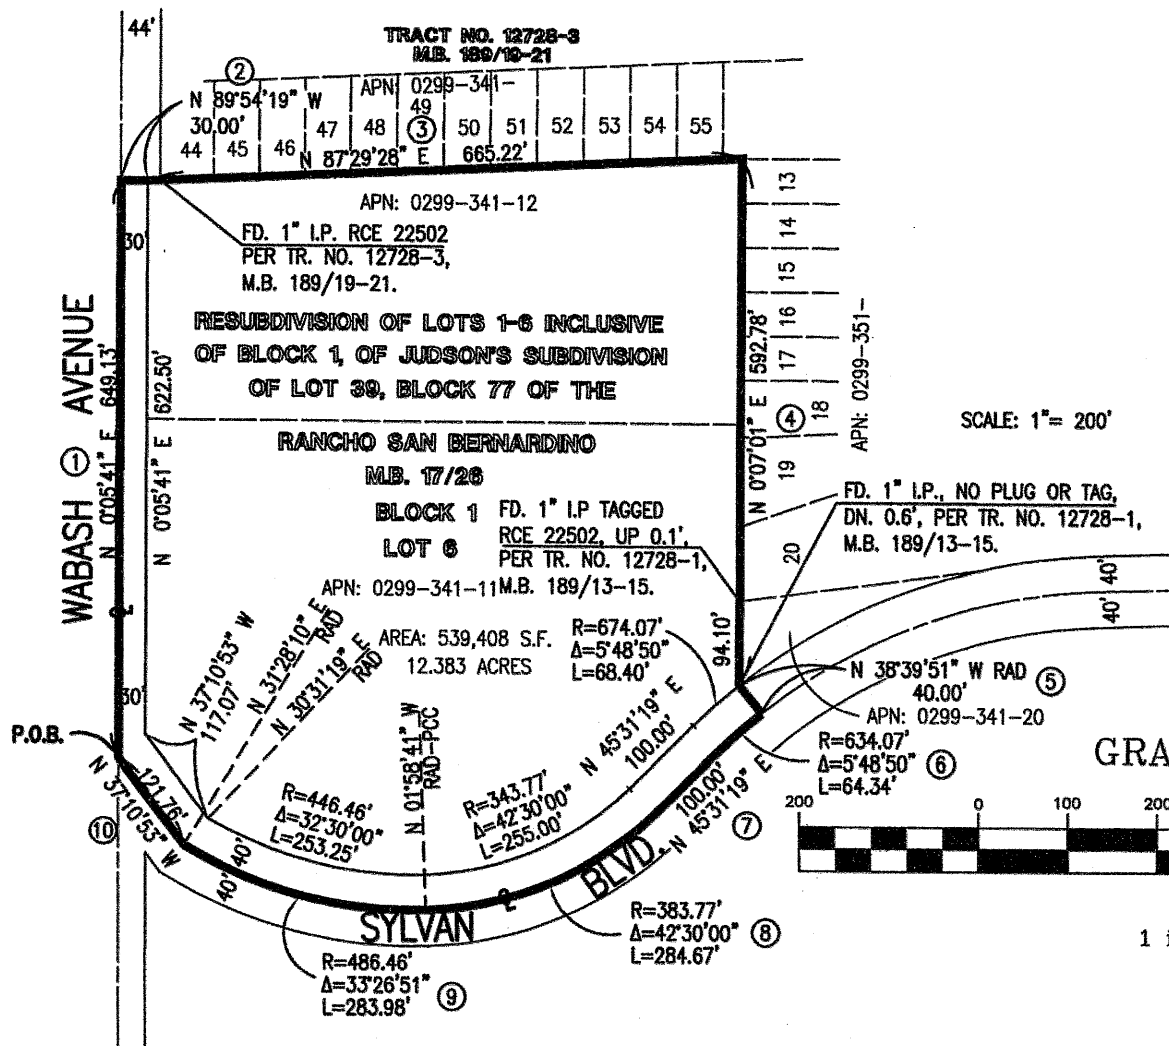 44'
TRACT NO. 12728-3
M.B. 189/19-21
②
N 89°54'19" W
30.00'
APN: 0299-341-
49
44
45
46
47
48
③
50
51
52
53
54
55
N 87°29'28" E 665.22'
APN: 0299-341-12
30'
FD. 1" I.P. RCE 22502
PER TR. NO. 12728-3,
M.B. 189/19-21.
13
14
15
16
17
18
19
20
APN: 0299-351-
RESUBDIVISION OF LOTS 1-6 INCLUSIVE
OF BLOCK 1, OF JUDSON'S SUBDIVISION
OF LOT 39, BLOCK 77 OF THE
RANCHO SAN BERNARDINO
M.B. 17/26
BLOCK 1
LOT 6
WABASH ① AVENUE
N 0°05'41" E 649.13'
N 0°05'41" E 622.50'
N 0°07'01" E ④ 592.78'
SCALE: 1"= 200'
FD. 1" I.P TAGGED
RCE 22502, UP 0.1',
PER TR. NO. 12728-1,
M.B. 189/13-15.
FD. 1" I.P., NO PLUG OR TAG,
DN. 0.6', PER TR. NO. 12728-1,
M.B. 189/13-15.
APN: 0299-341-11
AREA: 539,408 S.F.
12.383 ACRES
40'
40'
94.10'
R=674.07'
Δ=5°48'50"
L=68.40'
N 37°10'53" W
117.07'
N 31°28'10" E
RAD
N 30°31'19" E
RAD
30'
P.O.B.
N 38°39'51" W RAD ⑤
40.00'
APN: 0299-341-20
N 01°58'41" W
RAD-PCC
N 45°31'19" E
100.00'
R=634.07'
Δ=5°48'50" ⑥
L=64.34'
GRA
200 0 100 200
121.76'
N 37°10'53" W
⑩
R=446.46'
Δ=32°30'00"
L=253.25'
R=343.77'
Δ=42°30'00"
L=255.00'
100.00'
N 45°31'19" E
⑦
40'
40'
SYLVAN ℄ BLVD.
R=383.77'
Δ=42°30'00" ⑧
L=284.67'
1 i
R=486.46'
Δ=33°26'51" ⑨
L=283.98'